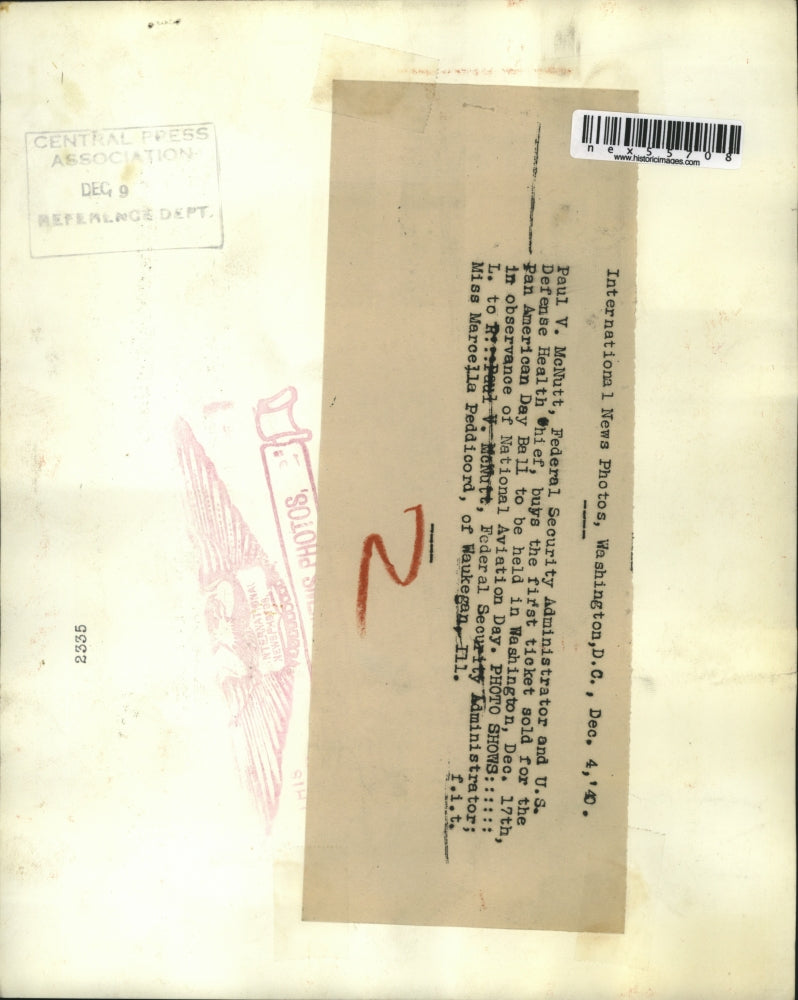 CENTRAL PRESS
ASSOCIATION
DEC 9
REFERENCE DEPT.
nex55708
www.historicimages.com
International News Photos, Washington,D.C., Dec. 4,'40.
----
Paul V. McNutt, Federal Security Administrator and U.S.
Defense Health Chief, buys the first ticket sold for the
Pan American Day Ball to be held in Washington, Dec. 17th,
in observance of National Aviation Day. PHOTO SHOWS::::::
L. to R:::Paul V. McNutt, Federal Security Administrator;
Miss Marcella Peddicord, of Waukegan, Ill.
f.i.t.
----
N
PHOTOS.
INTERNATIONAL
2335